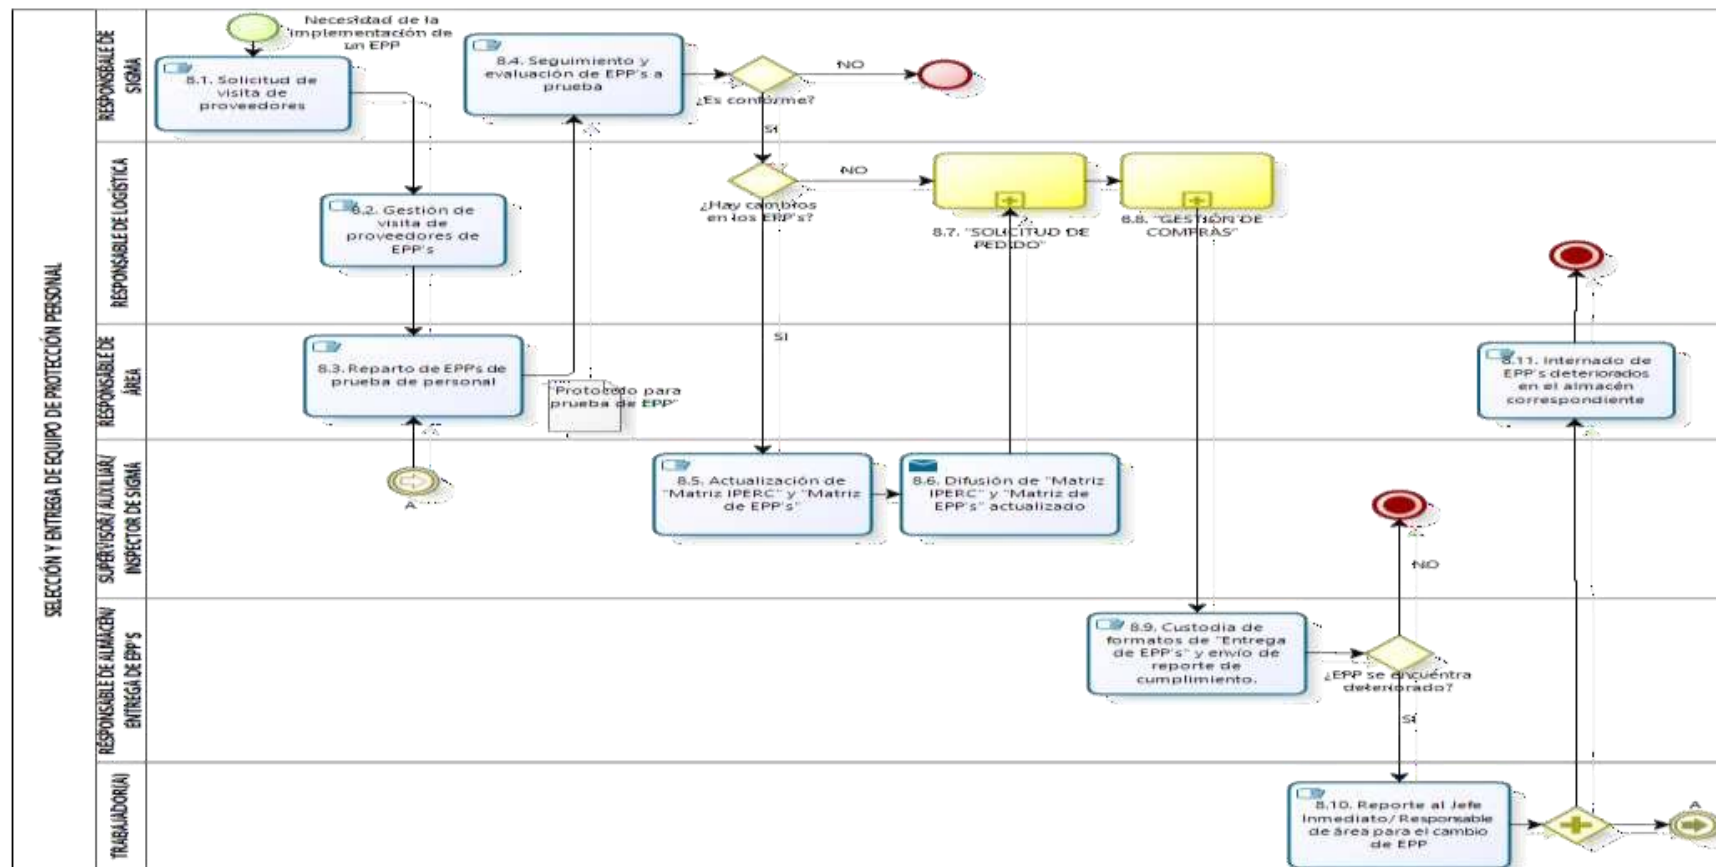 SELECCIÓN Y ENTREGA DE EQUIPO DE PROTECCIÓN PERSONAL
RESPONSBALE DE
SIGMA
Necesidad de la
implementación de
un EPP
8.1. Solicitud de
visita de
proveedores
8.4. Seguimiento y
evaluación de EPP's a
prueba
¿Es conforme?
NO
SI
RESPONSABLE DE LOGÍSTICA
8.2. Gestión de
visita de
proveedores de
EPP's
¿Hay cambios
en los EPP's?
NO
SI
8.7. "SOLICITUD DE
PEDIDO"
8.8. "GESTIÓN DE
COMPRAS"
RESPONSABLE DE
ÁREA
8.3. Reparto de EPPs de
prueba de personal
"Protocolo para
prueba de EPP"
8.11. Internado de
EPP's deteriorados
en el almacén
correspondiente
SUPERVISOR/ AUXILIAR/
INSPECTOR DE SIGMA
A
8.5. Actualización de
"Matriz IPERC" y "Matriz
de EPP's"
8.6. Difusión de "Matriz
IPERC" y "Matriz de
EPP's" actualizado
NO
RESPONSABLE DE ALMACÉN/
ENTREGA DE EPP'S
8.9. Custodia de
formatos de "Entrega
de EPP's" y envío de
reporte de
cumplimiento.
¿EPP se encuentra
deteriorado?
SI
TRABAJADOR(A)
8.10. Reporte al Jefe
Inmediato/ Responsable
de área para el cambio
de EPP
A